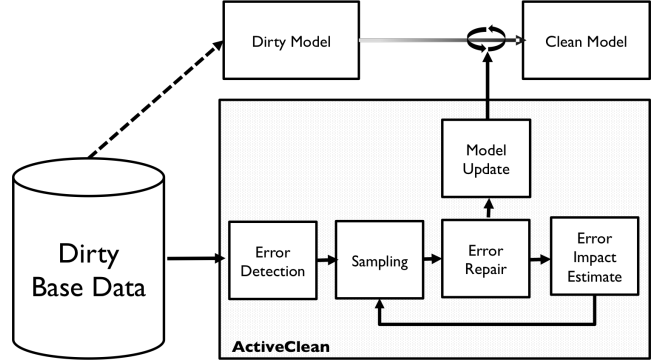 Dirty Model
Clean Model
Model
Update
Dirty
Base Data
Error
Detection
Sampling
Error
Repair
Error
Impact
Estimate
ActiveClean